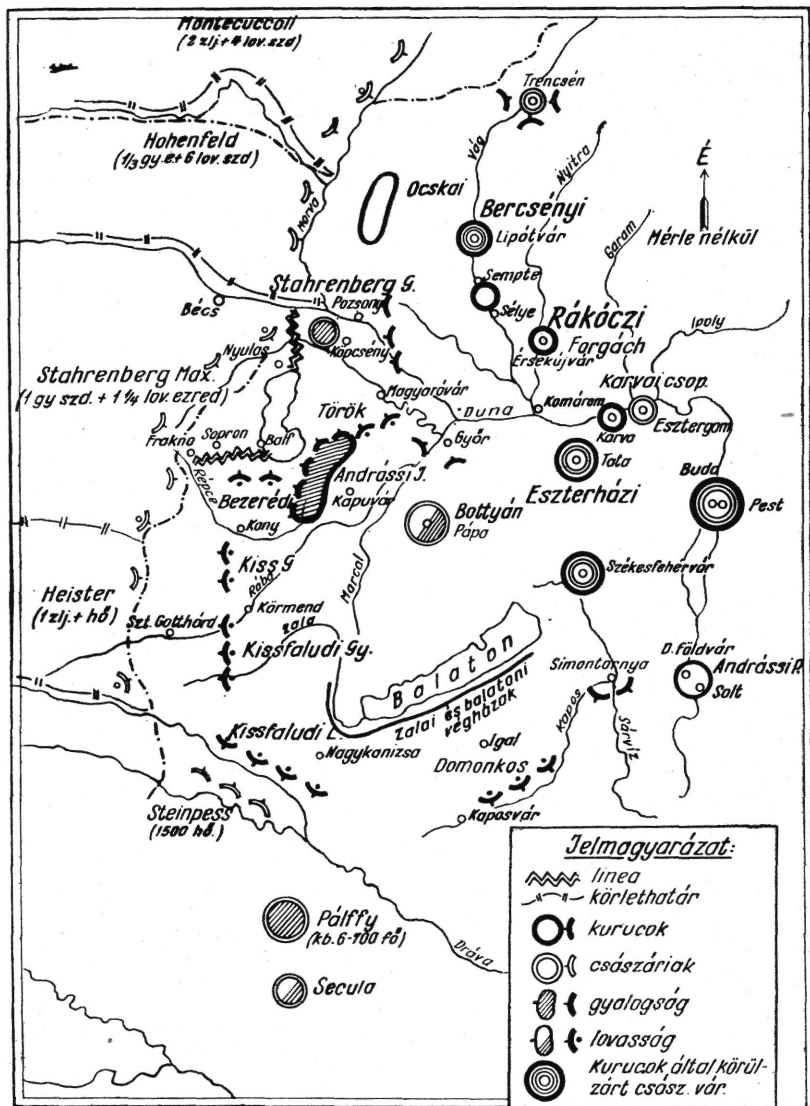 Montecuccoli
(2 zlj + 4 lov. szd)
Hohenfeld
(1/3 gy. e + 6 lov. szd)
Morva
Ocskai
Trencsén
Vág
Nyitra
Bercsényi
Lipótvár
Garam
É
Mérle nélkül
Sempte
Sélye
Stahrenberg G.
Bécs
Pozsony
Köpcsény
Nyulas
Rákóczi
Forgách
Érsekújvár
Ipoly
Stahrenberg Max.
(1 gy szd. + 1 1/4 lov. ezred)
Magyaróvár
Duna
Komárom
Karvai csop.
Karva
Esztergom
Török
Győr
Frakno
Sopron
Balf
Répce
Bezerédi
Andrássi I.
Kapuvár
Kany
Tata
Eszterházi
Buda
Pest
Bottyán
Pápa
Kiss G
Rába
Marcal
Székesfehérvár
Heister
(1 zlj. + hő)
Szt. Gotthárd
Körmend
Zala
Kissfaludi Gy.
Balaton
Zalai és balatoni
végházak
Simontornya
D. Földvár
Andrássi P.
Solt
Kissfaludi L.
Nagykanizsa
Igal
Kapos
Sárvíz
Domonkos
Kaposvár
Steinpess
(1500 hő.)
Pálffy
(kb. 6-700 fő)
Dráva
Secula
Jelmagyarázat:
linea
körlethatár
kurucok
császáriak
gyalogság
lovasság
Kurucok által körül-
zárt csász. vár.